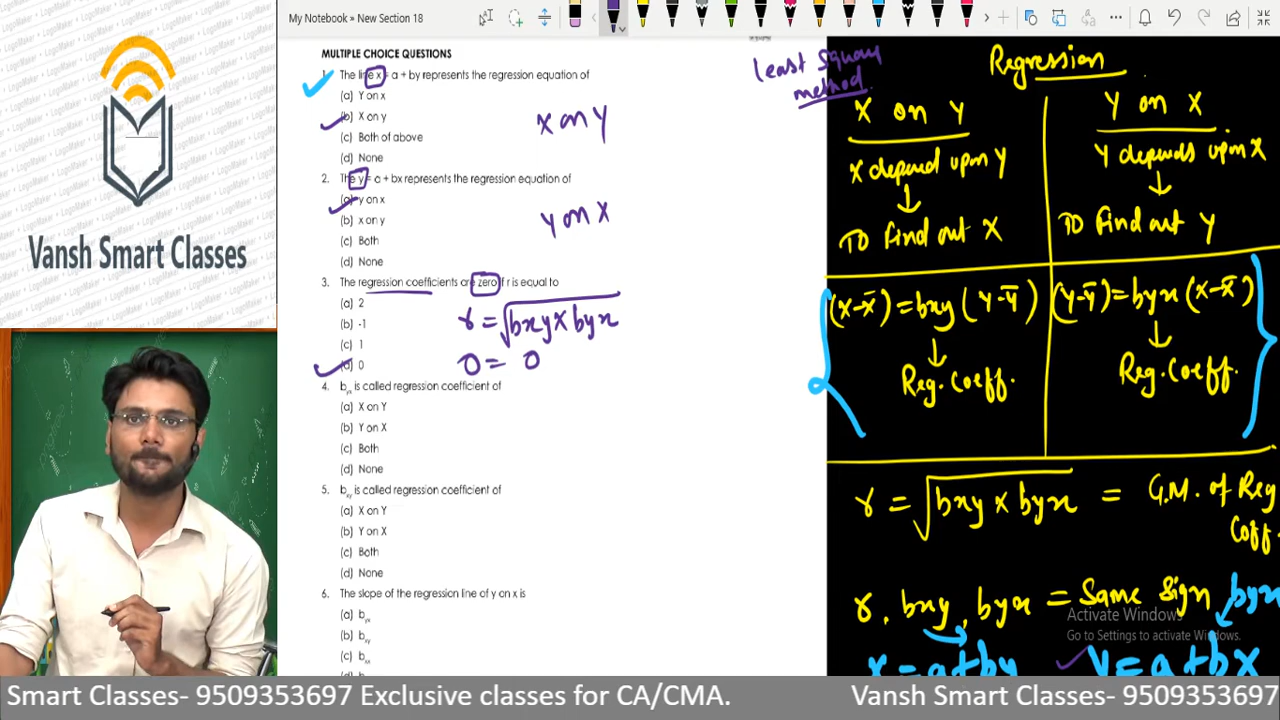 My Notebook » New Section 18
Vansh Smart Classes
MULTIPLE CHOICE QUESTIONS
1. The line x = a + by represents the regression equation of
(a) Y on x
(b) X on y
(c) Both of above
(d) None
X on Y
2. The y = a + bx represents the regression equation of
(a) y on x
(b) x on y
(c) Both
(d) None
Y on X
3. The regression coefficients are zero if r is equal to
(a) 2
(b) -1
(c) 1
(d) 0
r = √bxy × byx
0 = 0
4. byx is called regression coefficient of
(a) X on Y
(b) Y on X
(c) Both
(d) None
5. bxy is called regression coefficient of
(a) X on Y
(b) Y on X
(c) Both
(d) None
6. The slope of the regression line of y on x is
(a) byx
(b) bxy
(c) bxx
least Square
method
Regression
X on Y
X depend upon Y
↓
To Find out X
Y on X
Y depends upon X
↓
To Find out Y
(x-x̄) = bxy (y-ȳ)
↓
Reg. Coeff.
(y-ȳ) = byx (x-x̄)
↓
Reg. Coeff.
r = √bxy × byx = G.M. of Reg
Coff.
r, bxy, byx = Same Sign
byx
x = a+by
Y = a+bX
Activate Windows
Go to Settings to activate Windows.
Smart Classes- 9509353697 Exclusive classes for CA/CMA.
Vansh Smart Classes- 9509353697